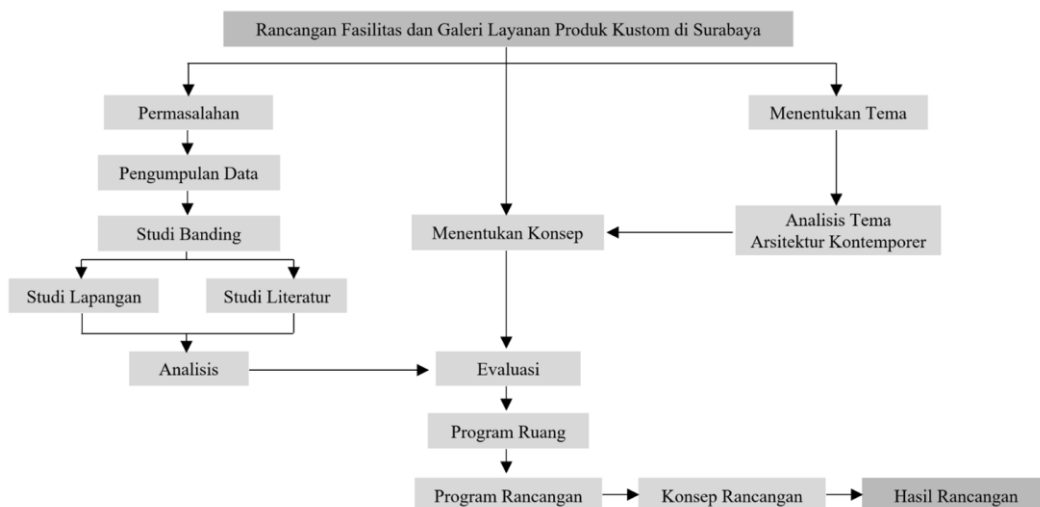 Rancangan Fasilitas dan Galeri Layanan Produk Kustom di Surabaya
Permasalahan
Menentukan Tema
Pengumpulan Data
Studi Banding
Menentukan Konsep
Analisis Tema
Arsitektur Kontemporer
Studi Lapangan
Studi Literatur
Analisis
Evaluasi
Program Ruang
Program Rancangan
Konsep Rancangan
Hasil Rancangan